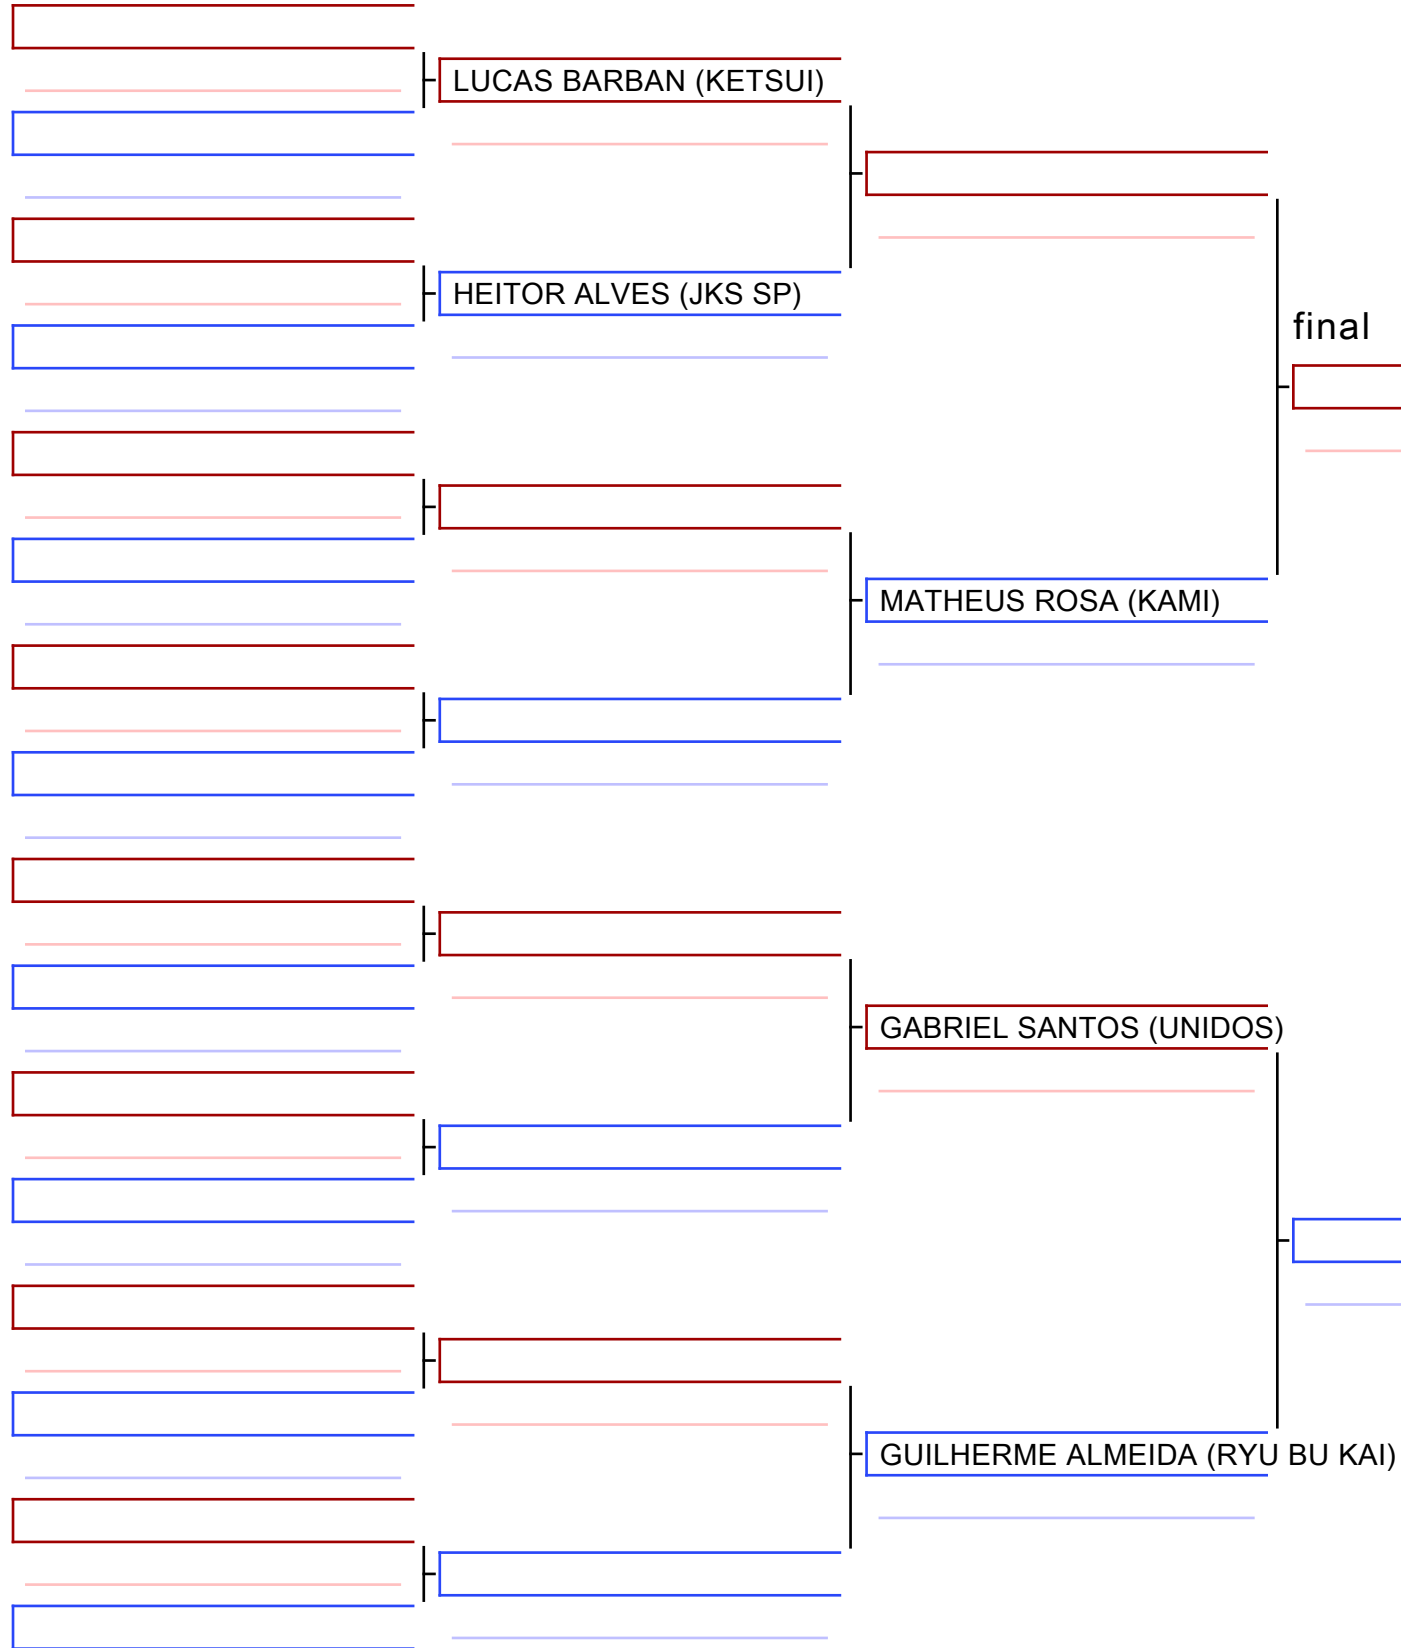 LUCAS BARBAN (KETSUI)
HEITOR ALVES (JKS SP)
final
MATHEUS ROSA (KAMI)
GABRIEL SANTOS (UNIDOS)
GUILHERME ALMEIDA (RYU BU KAI)